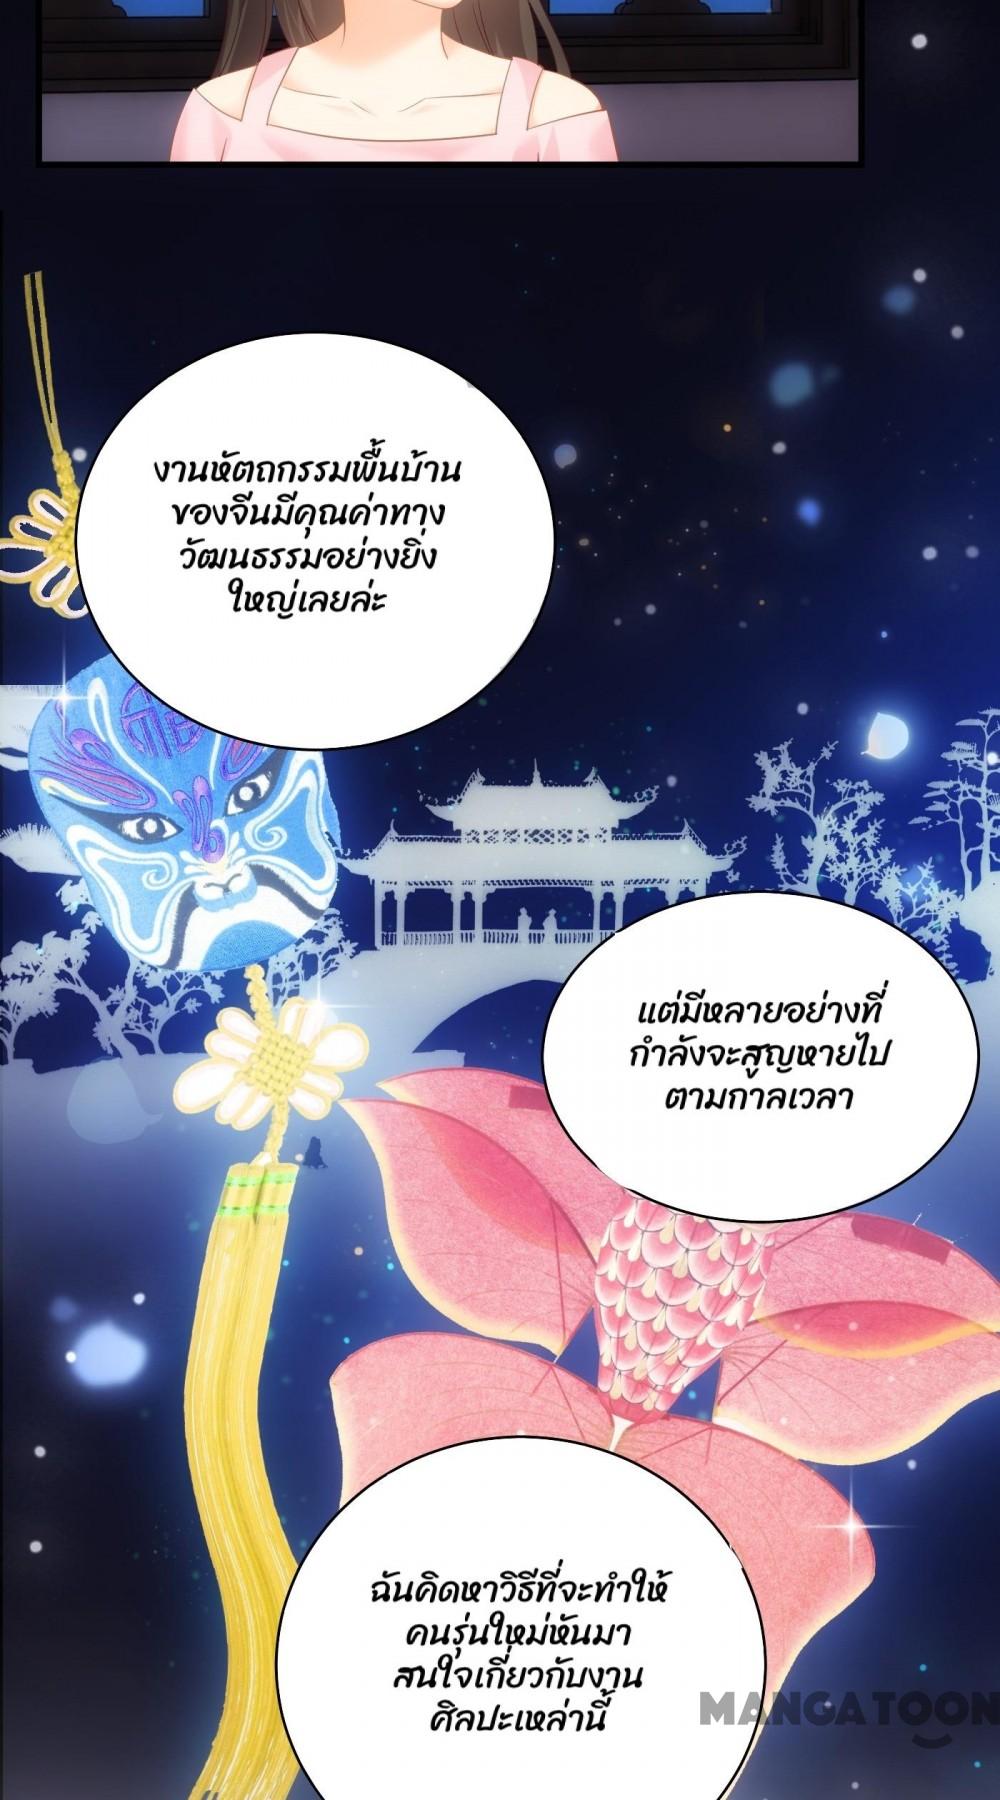 งานหัตถกรรมพื้นบ้าน
ของจีนมีคุณค่าทาง
วัฒนธรรมอย่างยิ่ง
ใหญ่เลยล่ะ
แต่มีหลายอย่างที่
กำลังจะสูญหายไป
ตามกาลเวลา
ฉันคิดหาวิธีที่จะทำให้
คนรุ่นใหม่หันมา
สนใจเกี่ยวกับงาน
ศิลปะเหล่านี้
MANGATOON